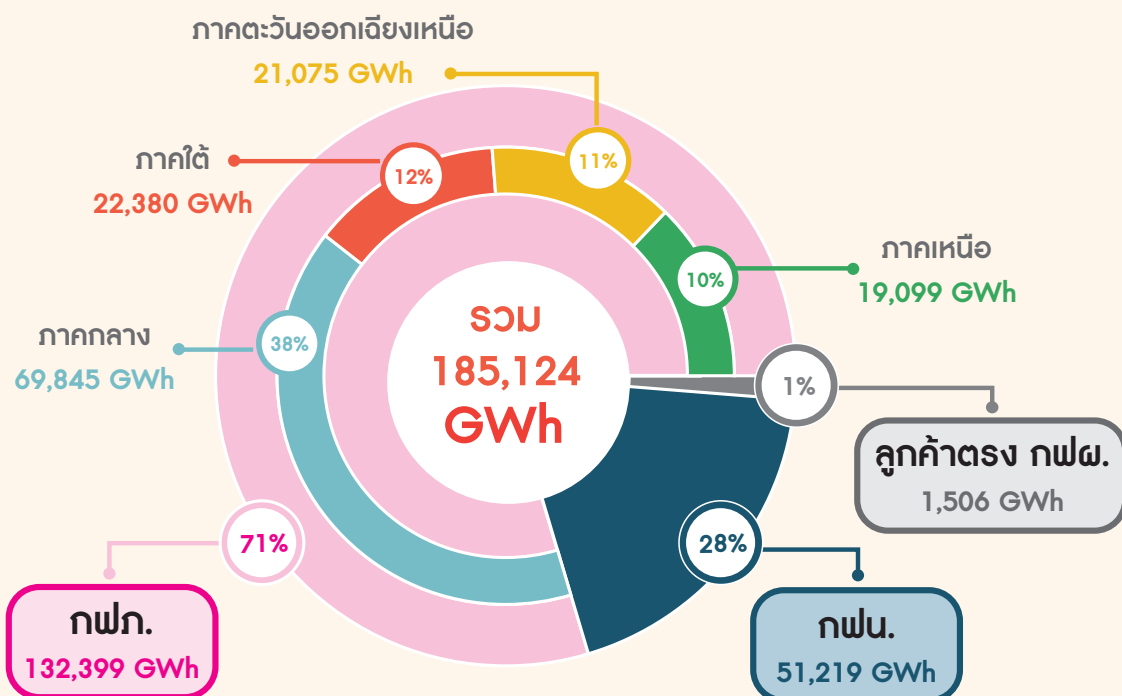 ภาคตะวันออกเฉียงเหนือ
21,075 GWh
11%
ภาคใต้
22,380 GWh
12%
ภาคเหนือ
19,099 GWh
10%
ภาคกลาง
69,845 GWh
38%
รวม
185,124
GWh
1%
ลูกค้าตรง กฟผ.
1,506 GWh
71%
กฟภ.
132,399 GWh
28%
กฟน.
51,219 GWh